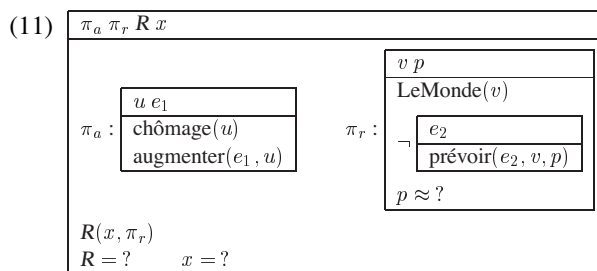 (11) π_a π_r R x
π_a :
u e_1
chômage(u)
augmenter(e_1, u)
π_r :
v p
LeMonde(v)
¬
e_2
prévoir(e_2, v, p)
p ≈ ?
R(x, π_r)
R = ? x = ?